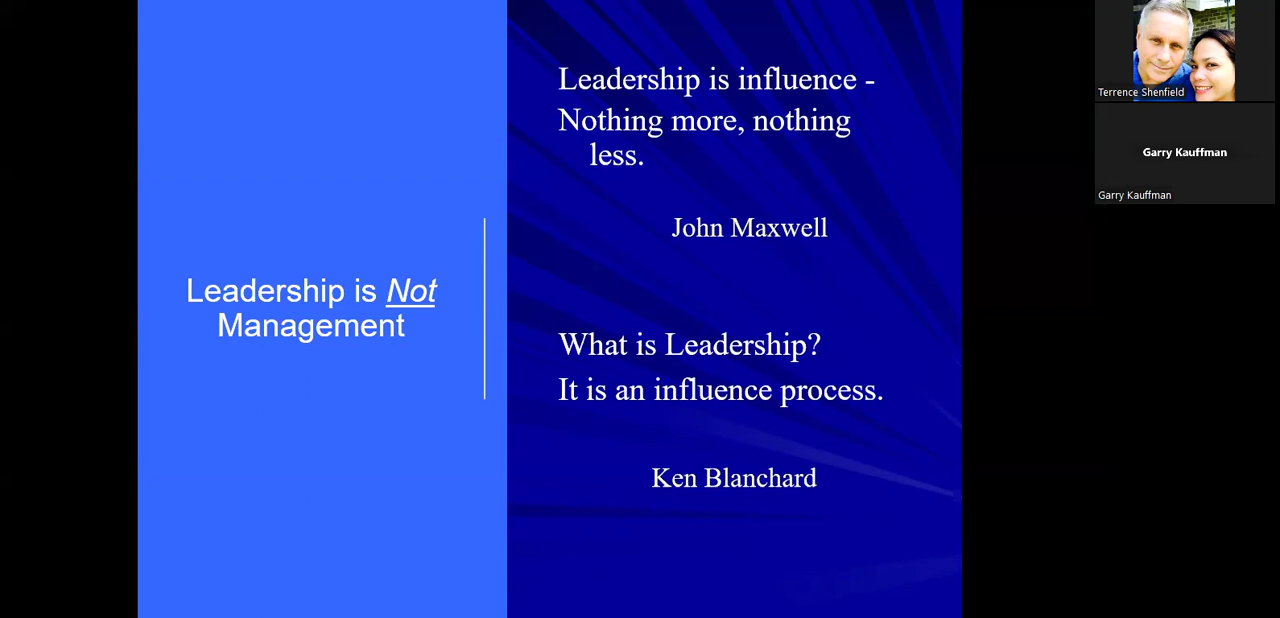 Leadership is Not
Management
Leadership is influence -
Nothing more, nothing
less.
John Maxwell
What is Leadership?
It is an influence process.
Ken Blanchard
Terrence Shenfield
Garry Kauffman
Garry Kauffman